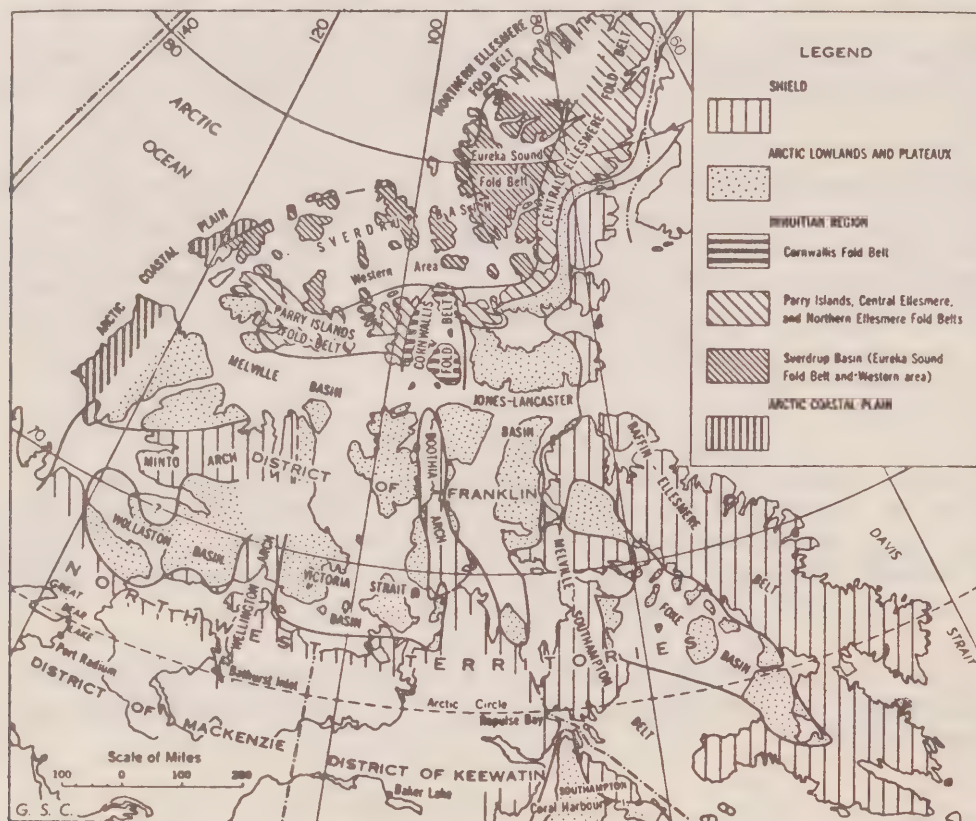 140
120
100
80
60
80
70
ARCTIC
OCEAN
NORTHERN ELLESMERE
FOLD BELT
CENTRAL ELLESMERE FOLD BELT
Eureka Sound
Fold Belt
BASIN
SVERDRUP
Western Area
ARCTIC COASTAL PLAIN
PARRY ISLANDS
FOLD BELT
CORNWALLIS
FOLD BELT
MELVILLE BASIN
JONES-LANCASTER
BASIN
MINTO ARCH
DISTRICT
OF
FRANKLIN
BOOTHIA
ARCH
BAFFIN ELLESMERE
BELT
DAVIS
STRAIT
?
WOLLASTON
BASIN
WELLINGTON
ARCH
VICTORIA
STRAIT
BASIN
MELVILLE
SOUTHAMPTON
BELT
FOXE
BASIN
NORTHWEST TERRITORIES
GREAT
BEAR
LAKE
Port Radium
Bathurst Inlet
DISTRICT
OF
MACKENZIE
Arctic Circle
Repulse Bay
DISTRICT OF KEEWATIN
Baker Lake
SOUTHAMPTON
Coral Harbour
Scale of Miles
100 0 100 200
G. S. C.
LEGEND
SHIELD
ARCTIC LOWLANDS AND PLATEAUX
INNUITIAN REGION
Cornwallis Fold Belt
Parry Islands, Central Ellesmere,
and Northern Ellesmere Fold Belts
Sverdrup Basin (Eureka Sound
Fold Belt and Western area)
ARCTIC COASTAL PLAIN